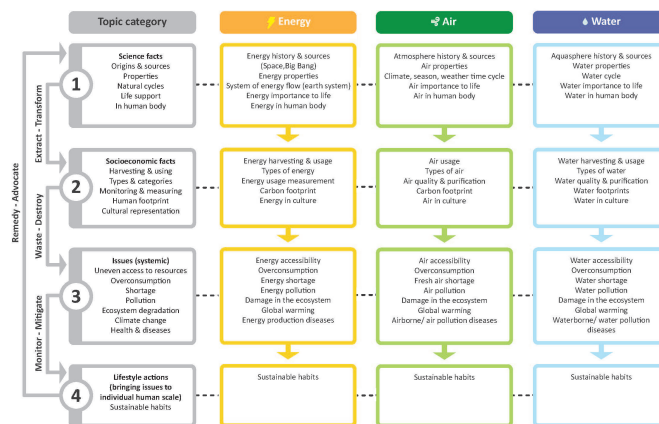 Topic category
Energy
Air
Water
Remedy - Advocate
Extract - Transform
Waste - Destroy
Monitor - Mitigate
1
Science facts
Origins & sources
Properties
Natural cycles
Life support
In human body
Energy history & sources
(Space,Big Bang)
Energy properties
System of energy flow (earth system)
Energy importance to life
Energy in human body
Atmosphere history & sources
Air properties
Climate, season, weather time cycle
Air importance to life
Air in human body
Aquasphere history & sources
Water properties
Water cycle
Water importance to life
Water in human body
2
Socioeconomic facts
Harvesting & using
Types & categories
Monitoring & measuring
Human footprint
Cultural representation
Energy harvesting & usage
Types of energy
Energy usage measurement
Carbon footprint
Energy in culture
Air usage
Types of air
Air quality & purification
Carbon footprint
Air in culture
Water harvesting & usage
Types of water
Water quality & purification
Water footprints
Water in culture
3
Issues (systemic)
Uneven access to resources
Overconsumption
Shortage
Pollution
Ecosystem degradation
Climate change
Health & diseases
Energy accessibility
Overconsumption
Energy shortage
Energy pollution
Damage in the ecosystem
Global warming
Energy production diseases
Air accessibility
Overconsumption
Fresh air shortage
Air pollution
Damage in the ecosystem
Global warming
Airborne/ air pollution diseases
Water accessibility
Overconsumption
Water shortage
Water pollution
Damage in the ecosystem
Global warming
Waterborne/ water pollution
diseases
4
Lifestyle actions
(bringing issues to
individual human scale)
Sustainable habits
Sustainable habits
Sustainable habits
Sustainable habits